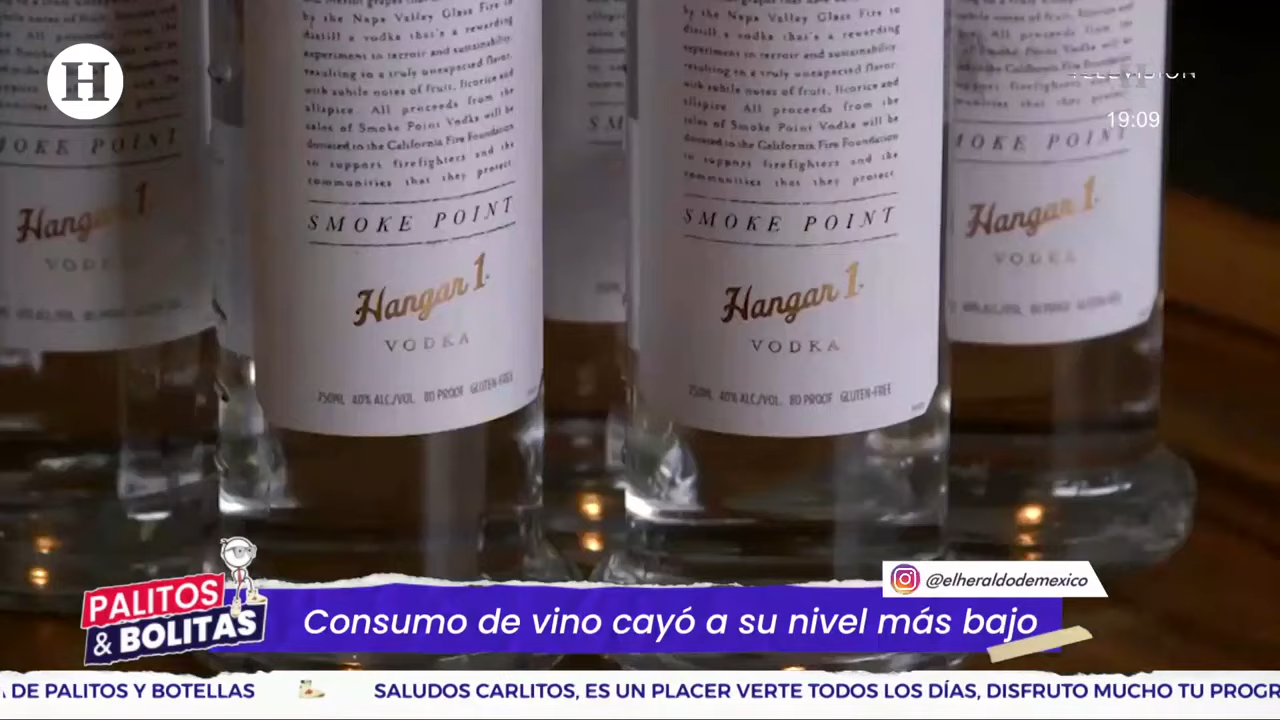 H
TELEVISIÓN
19:09
by the Napa Valley Glass Fire to
distill a vodka that's a rewarding
experiment in terroir and sustainability,
resulting in a truly unexpected flavor,
with subtle notes of fruit, licorice and
allspice. All proceeds from the
sales of Smoke Point Vodka will be
donated to the California Fire Foundation
to support firefighters and the
communities that they protect.
SMOKE POINT
Hangar 1
VODKA
750ML 40% ALC./VOL. 80 PROOF GLUTEN-FREE
by the Napa Valley Glass Fire to
distill a vodka that's a rewarding
experiment in terroir and sustainability,
resulting in a truly unexpected flavor,
with subtle notes of fruit, licorice and
allspice. All proceeds from the
sales of Smoke Point Vodka will be
donated to the California Fire Foundation
to support firefighters and the
communities that they protect.
SMOKE POINT
Hangar 1
VODKA
750ML 40% ALC./VOL. 80 PROOF GLUTEN-FREE
SMOKE POINT
Hangar 1
VODKA
SMOKE POINT
Hangar 1
VODKA
@elheraldodemexico
PALITOS
& BOLITAS
Consumo de vino cayó a su nivel más bajo
DE PALITOS Y BOTELLAS
SALUDOS CARLITOS, ES UN PLACER VERTE TODOS LOS DÍAS, DISFRUTO MUCHO TU PROGR